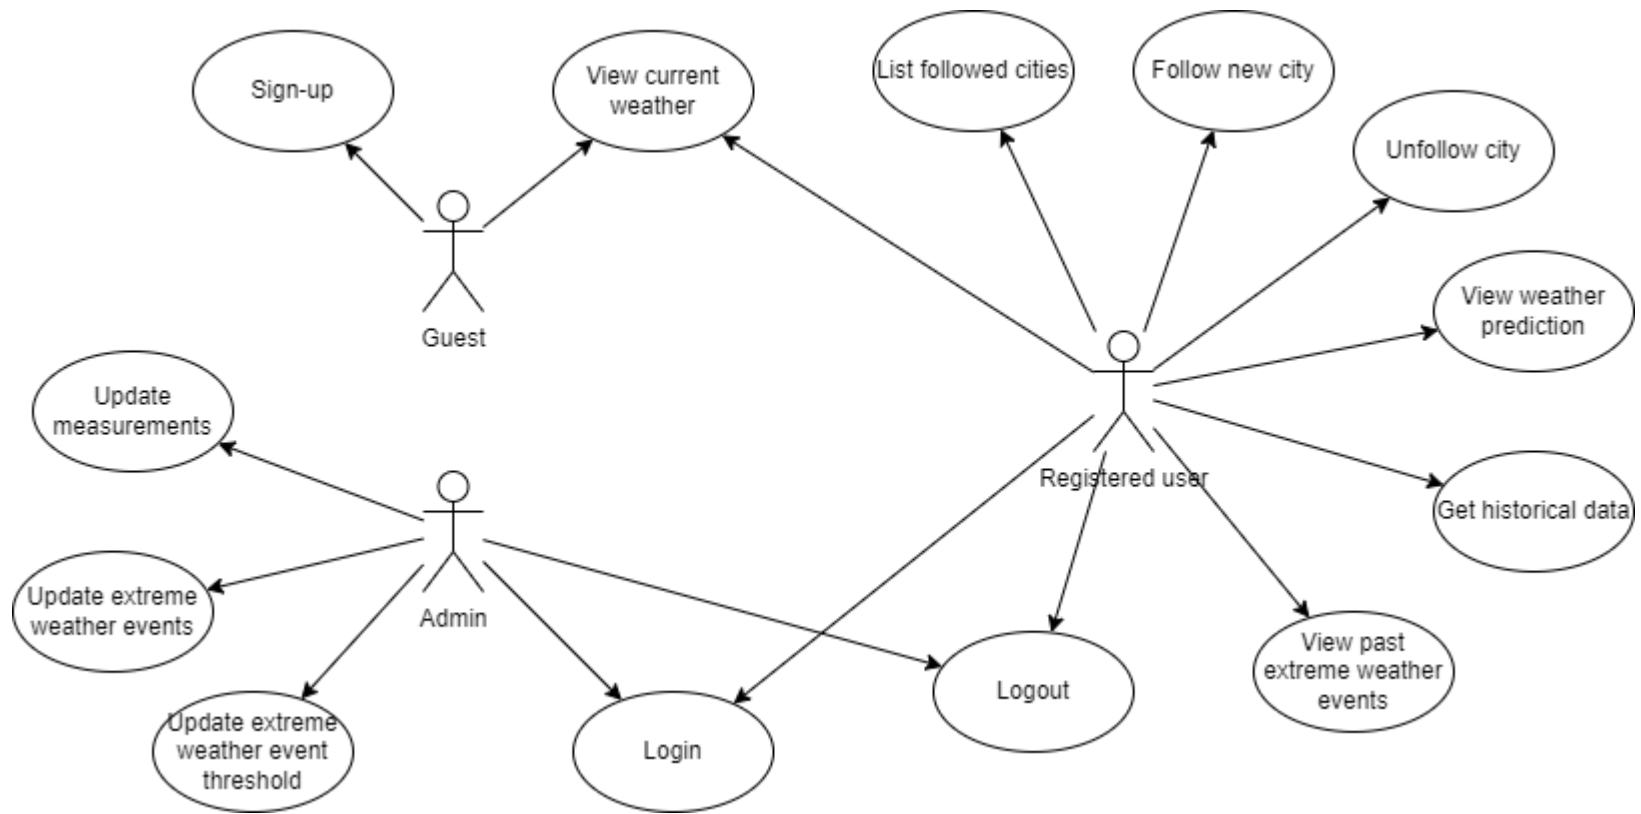 Sign-up
View current
weather
List followed cities
Follow new city
Unfollow city
View weather
prediction
Guest
Update
measurements
Registered user
Get historical data
Update extreme
weather events
Admin
View past
extreme weather
events
Logout
Update extreme
weather event
threshold
Login